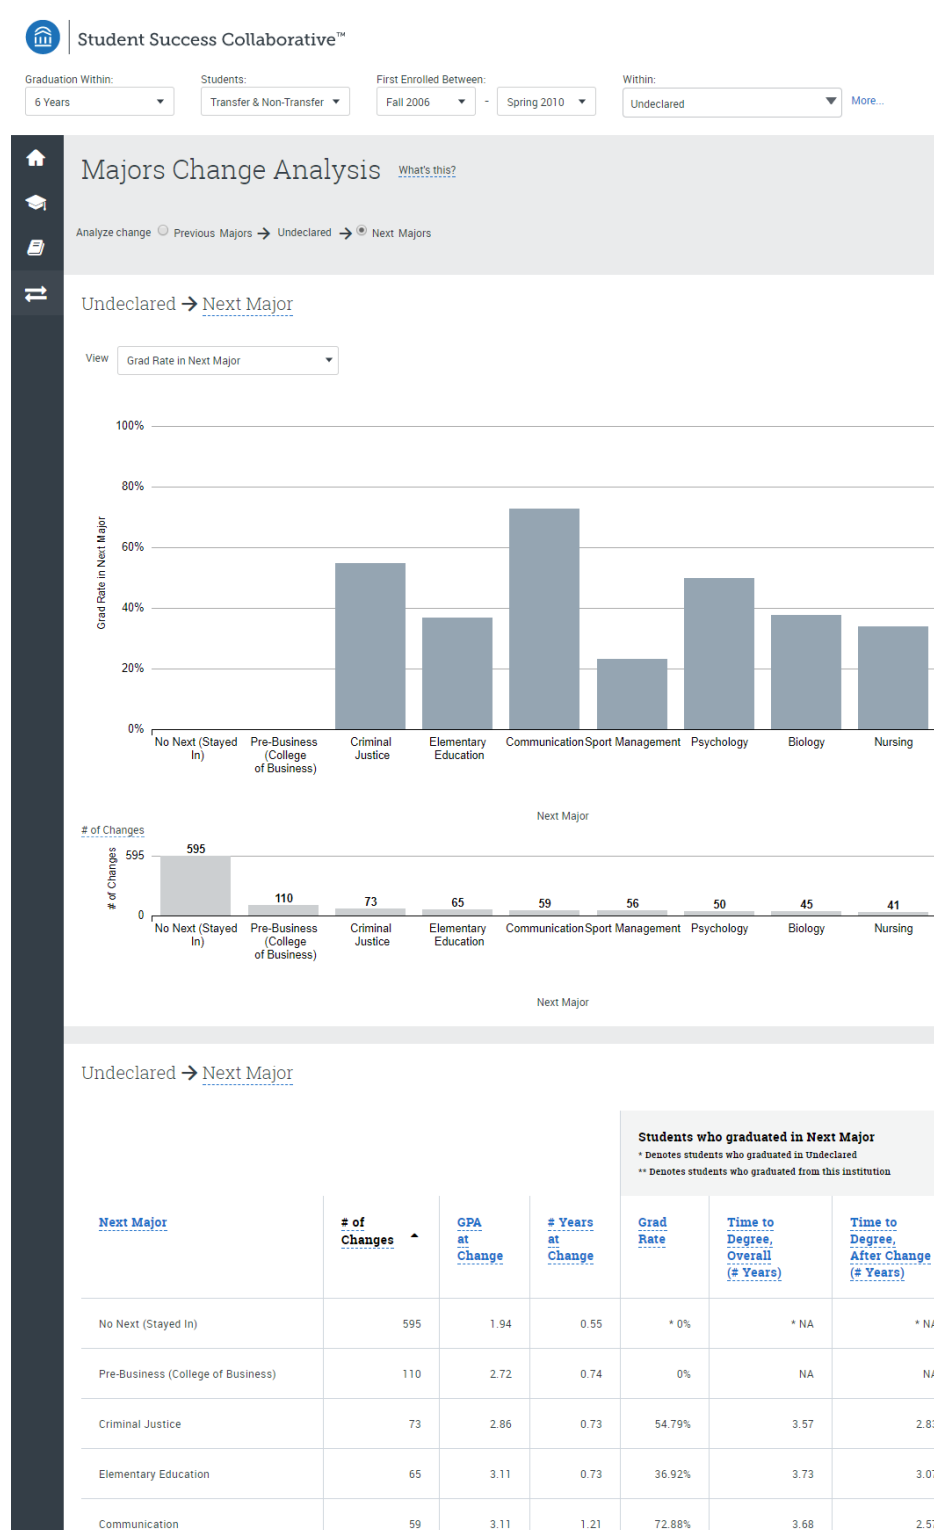 Student Success Collaborative™
Graduation Within: Students: First Enrolled Between: Within:
6 Years Transfer & Non-Transfer Fall 2006 - Spring 2010 Undeclared More...
Majors Change Analysis What's this?
Analyze change Previous Majors → Undeclared → Next Majors
Undeclared → Next Major
View Grad Rate in Next Major
Grad Rate in Next Major
100%
80%
60%
40%
20%
0%
No Next (Stayed In)
Pre-Business (College of Business)
Criminal Justice
Elementary Education
Communication
Sport Management
Psychology
Biology
Nursing
Next Major
# of Changes
# of Changes
595
0
595 110 73 65 59 56 50 45 41
No Next (Stayed In)
Pre-Business (College of Business)
Criminal Justice
Elementary Education
Communication
Sport Management
Psychology
Biology
Nursing
Next Major
Undeclared → Next Major
Students who graduated in Next Major
* Denotes students who graduated in Undeclared
** Denotes students who graduated from this institution
Next Major
# of Changes
GPA at Change
# Years at Change
Grad Rate
Time to Degree, Overall (# Years)
Time to Degree, After Change (# Years)
No Next (Stayed In) 595 1.94 0.55 * 0% * NA * NA
Pre-Business (College of Business) 110 2.72 0.74 0% NA NA
Criminal Justice 73 2.86 0.73 54.79% 3.57 2.83
Elementary Education 65 3.11 0.73 36.92% 3.73 3.07
Communication 59 3.11 1.21 72.88% 3.68 2.57